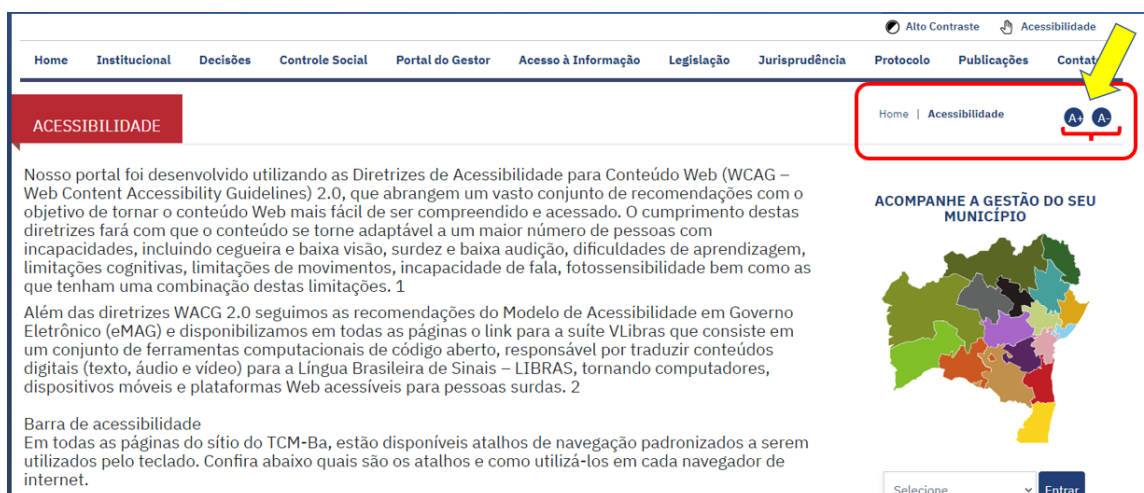 Alto Contraste Acessibilidade
Home Institucional Decisões Controle Social Portal do Gestor Acesso à Informação Legislação Jurisprudência Protocolo Publicações Contat
ACESSIBILIDADE
Home | Acessibilidade A+ A-
Nosso portal foi desenvolvido utilizando as Diretrizes de Acessibilidade para Conteúdo Web (WCAG –
Web Content Accessibility Guidelines) 2.0, que abrangem um vasto conjunto de recomendações com o
objetivo de tornar o conteúdo Web mais fácil de ser compreendido e acessado. O cumprimento destas
diretrizes fará com que o conteúdo se torne adaptável a um maior número de pessoas com
incapacidades, incluindo cegueira e baixa visão, surdez e baixa audição, dificuldades de aprendizagem,
limitações cognitivas, limitações de movimentos, incapacidade de fala, fotossensibilidade bem como as
que tenham uma combinação destas limitações. 1
Além das diretrizes WACG 2.0 seguimos as recomendações do Modelo de Acessibilidade em Governo
Eletrônico (eMAG) e disponibilizamos em todas as páginas o link para a suíte VLibras que consiste em
um conjunto de ferramentas computacionais de código aberto, responsável por traduzir conteúdos
digitais (texto, áudio e vídeo) para a Língua Brasileira de Sinais – LIBRAS, tornando computadores,
dispositivos móveis e plataformas Web acessíveis para pessoas surdas. 2
Barra de acessibilidade
Em todas as páginas do sítio do TCM-Ba, estão disponíveis atalhos de navegação padronizados a serem
utilizados pelo teclado. Confira abaixo quais são os atalhos e como utilizá-los em cada navegador de
internet.
ACOMPANHE A GESTÃO DO SEU
MUNICÍPIO
Selecione Entrar